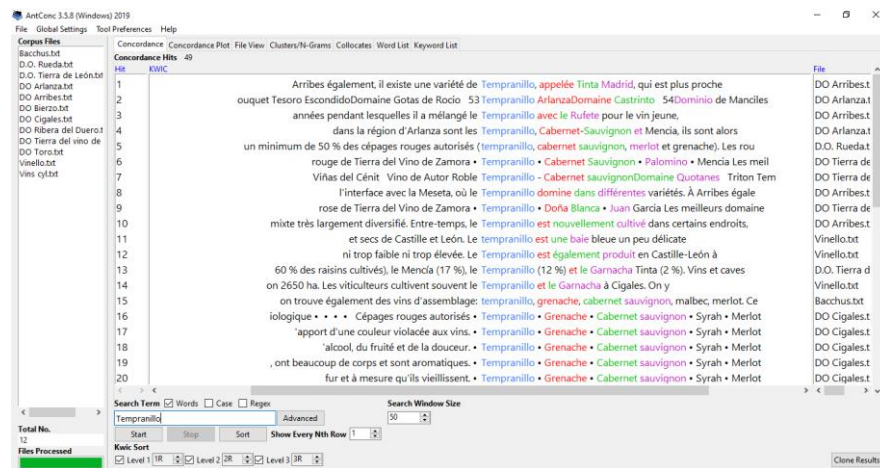 AntConc 3.5.8 (Windows) 2019
File Global Settings Tool Preferences Help
Corpus Files
Bacchus.txt
D.O. Rueda.txt
D.O. Tierra de León.txt
DO Arlanza.txt
DO Arribes.txt
DO Bierzo.txt
DO Cigales.txt
DO Ribera del Duero.t
DO Tierra del vino de
DO Toro.txt
Vinello.txt
Vins cyl.txt
Total No.
12
Files Processed
Concordance Concordance Plot File View Clusters/N-Grams Collocates Word List Keyword List
Concordance Hits 49
Hit KWIC File
1 Arribes également, il existe une variété de Tempranillo, appelée Tinta Madrid, qui est plus proche DO Arribes.t
2 ouquet Tesoro EscondidoDomaine Gotas de Rocío 53 Tempranillo ArlanzaDomaine Castrinto 54Dominio de Manciles DO Arlanza.t
3 années pendant lesquelles il a mélangé le Tempranillo avec le Rufete pour le vin jeune, DO Arribes.t
4 dans la région d'Arlanza sont les Tempranillo, Cabernet-Sauvignon et Mencia, ils sont alors DO Arlanza.t
5 un minimum de 50 % des cépages rouges autorisés (tempranillo, cabernet sauvignon, merlot et grenache). Les rou D.O. Rueda.t
6 rouge de Tierra del Vino de Zamora • Tempranillo • Cabernet Sauvignon • Palomino • Mencia Les meil DO Tierra de
7 Viñas del Cénit Vino de Autor Roble Tempranillo - Cabernet sauvignonDomaine Quotanes Triton Tem DO Tierra de
8 l'interface avec la Meseta, où le Tempranillo domine dans différentes variétés. À Arribes égale DO Arribes.t
9 rose de Tierra del Vino de Zamora • Tempranillo • Doña Blanca • Juan Garcia Les meilleurs domaine DO Tierra de
10 mixte très largement diversifié. Entre-temps, le Tempranillo est nouvellement cultivé dans certains endroits, DO Arribes.t
11 et secs de Castille et León. Le tempranillo est une baie bleue un peu délicate Vinello.txt
12 ni trop faible ni trop élevée. Le Tempranillo est également produit en Castille-León à Vinello.txt
13 60 % des raisins cultivés), le Mencía (17 %), le Tempranillo (12 %) et le Garnacha Tinta (2 %). Vins et caves D.O. Tierra d
14 on 2650 ha. Les viticulteurs cultivent souvent le Tempranillo et le Garnacha à Cigales. On y Vinello.txt
15 on trouve également des vins d'assemblage: tempranillo, grenache, cabernet sauvignon, malbec, merlot. Ce Bacchus.txt
16 iologique • • • • Cépages rouges autorisés • Tempranillo • Grenache • Cabernet sauvignon • Syrah • Merlot DO Cigales.t
17 'apport d'une couleur violacée aux vins. • Tempranillo • Grenache • Cabernet sauvignon • Syrah • Merlot DO Cigales.t
18 'alcool, du fruité et de la douceur. • Tempranillo • Grenache • Cabernet sauvignon • Syrah • Merlot DO Cigales.t
19 , ont beaucoup de corps et sont aromatiques. • Tempranillo • Grenache • Cabernet sauvignon • Syrah • Merlot DO Cigales.t
20 fur et à mesure qu'ils vieillissent. • Tempranillo • Grenache • Cabernet sauvignon • Syrah • Merlot DO Cigales.t
Search Term Words Case Regex Search Window Size
Tempranillo Advanced 50
Start Stop Sort Show Every Nth Row 1
Kwic Sort
Level 1 1R Level 2 2R Level 3 3R Clone Results